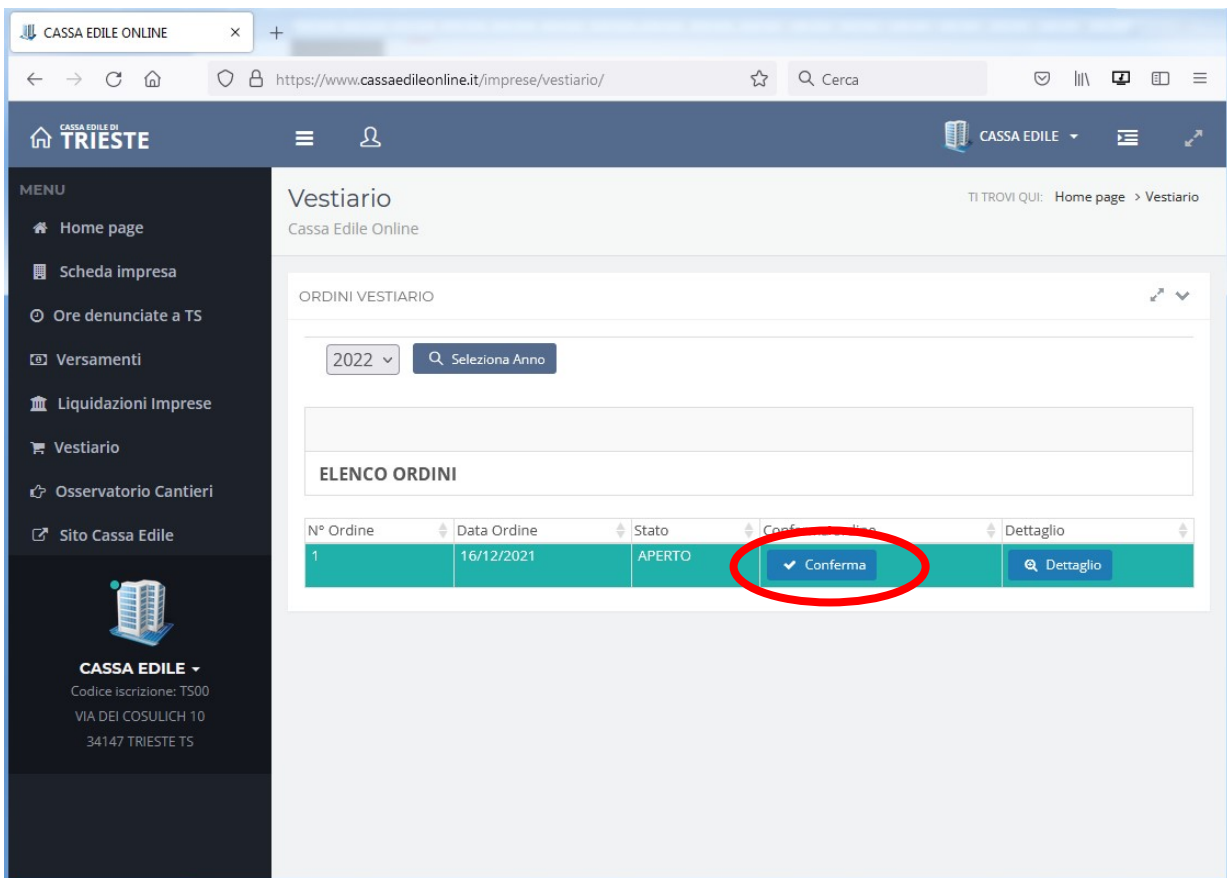 CASSA EDILE ONLINE
https://www.cassaedileonline.it/imprese/vestiario/
Cerca
CASSA EDILE DI
TRIESTE
CASSA EDILE
MENU
Home page
Scheda impresa
Ore denunciate a TS
Versamenti
Liquidazioni Imprese
Vestiario
Osservatorio Cantieri
Sito Cassa Edile
CASSA EDILE
Codice iscrizione: TS00
VIA DEI COSULICH 10
34147 TRIESTE TS
Vestiario
TI TROVI QUI: Home page > Vestiario
Cassa Edile Online
ORDINI VESTIARIO
2022 Seleziona Anno
ELENCO ORDINI
N° Ordine Data Ordine Stato Dettaglio
1 16/12/2021 APERTO Conferma Dettaglio